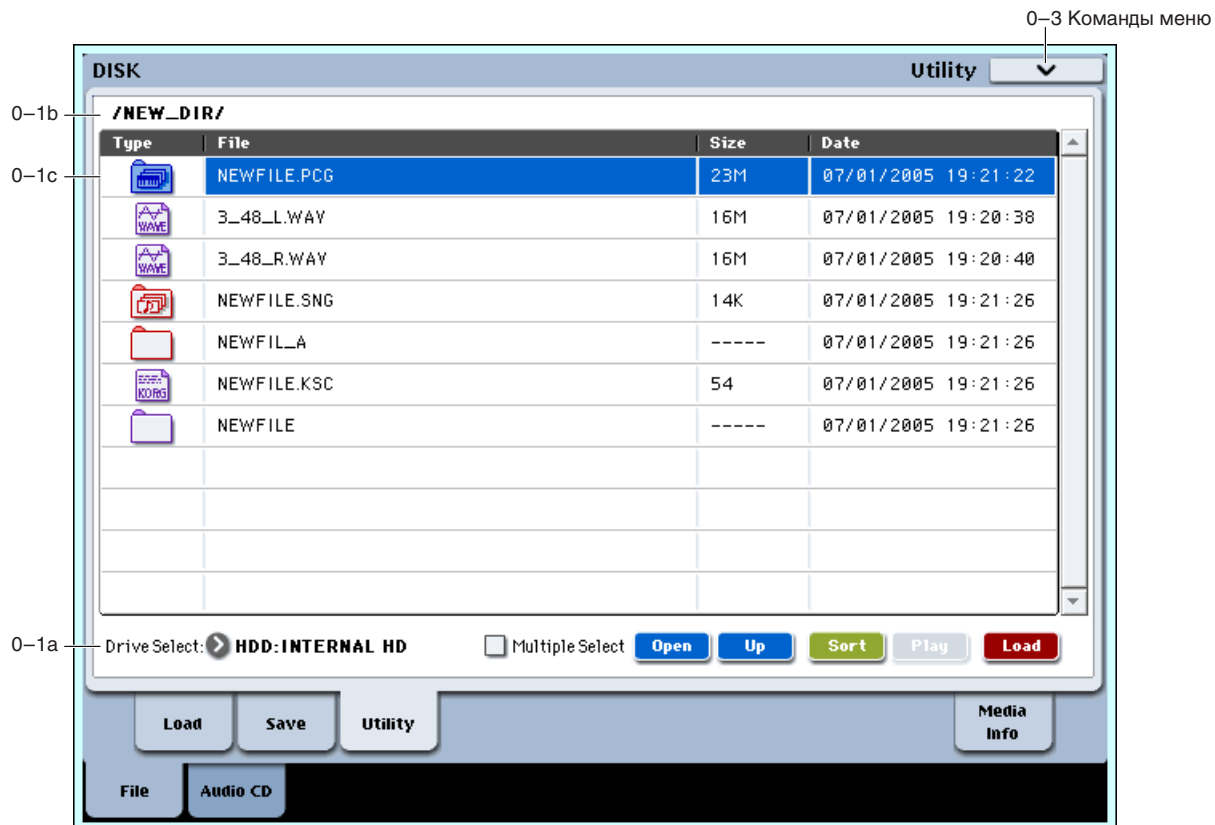 0–3 Команды меню
DISK Utility
0–1b /NEW_DIR/
Type File Size Date
0–1c NEWFILE.PCG 23M 07/01/2005 19:21:22
WAVE 3_48_L.WAV 16M 07/01/2005 19:20:38
WAVE 3_48_R.WAV 16M 07/01/2005 19:20:40
NEWFILE.SNG 14K 07/01/2005 19:21:26
NEWFIL_A ----- 07/01/2005 19:21:26
KORG NEWFILE.KSC 54 07/01/2005 19:21:26
NEWFILE ----- 07/01/2005 19:21:26
0–1a Drive Select: HDD:INTERNAL HD Multiple Select Open Up Sort Play Load
Load Save Utility Media Info
File Audio CD